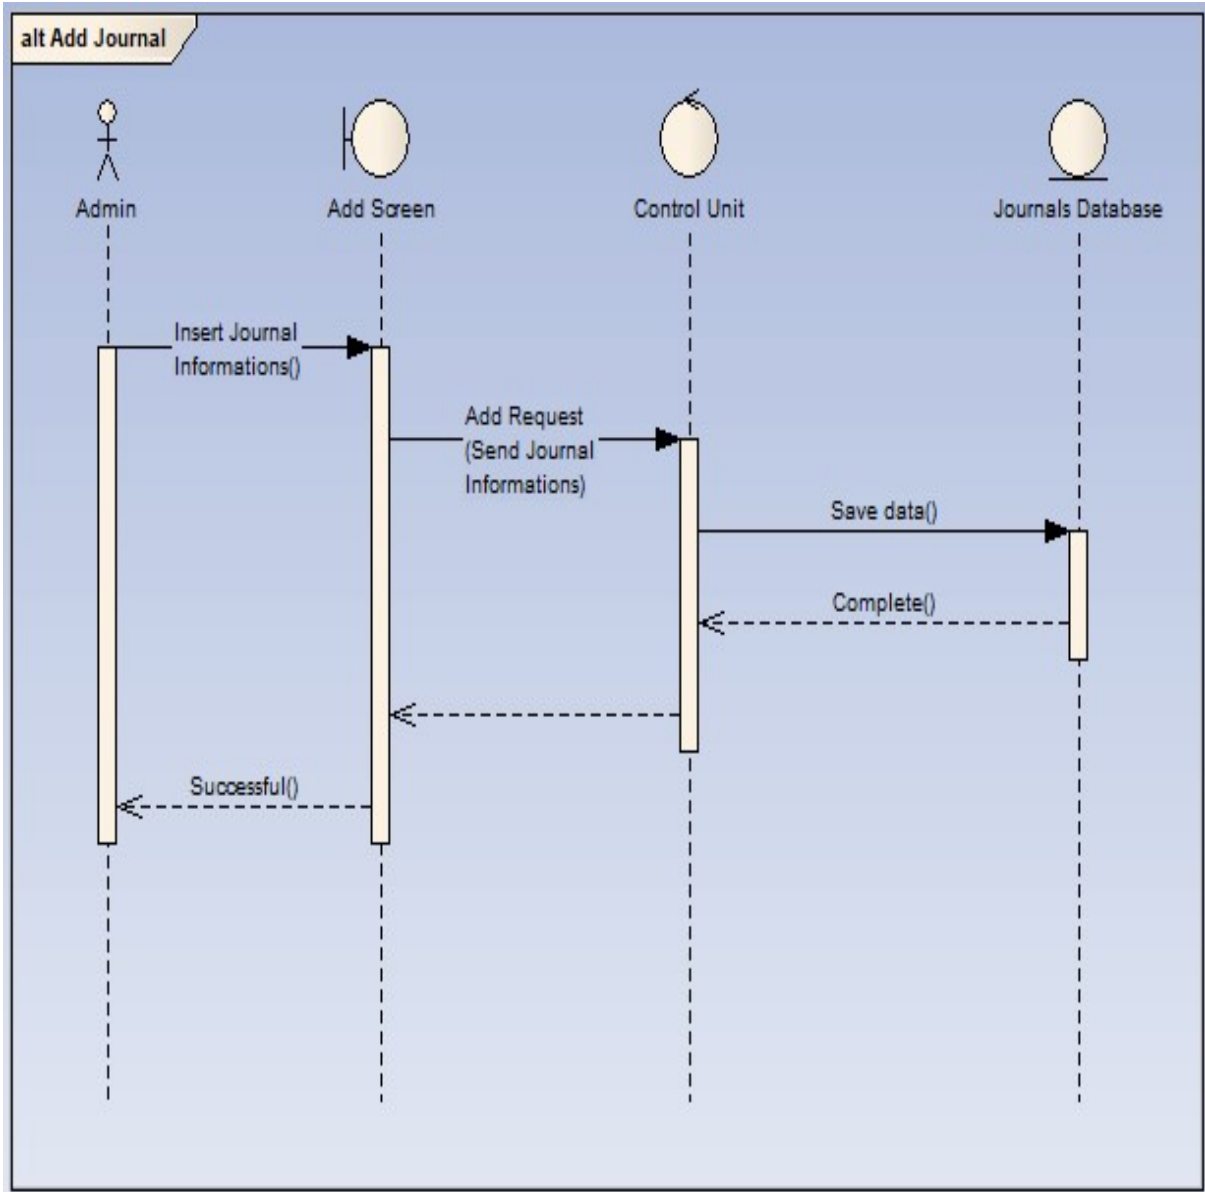 alt Add Journal
Admin
Add Screen
Control Unit
Journals Database
Insert Journal
Informations()
Add Request
(Send Journal
Informations)
Save data()
Complete()
Successful()